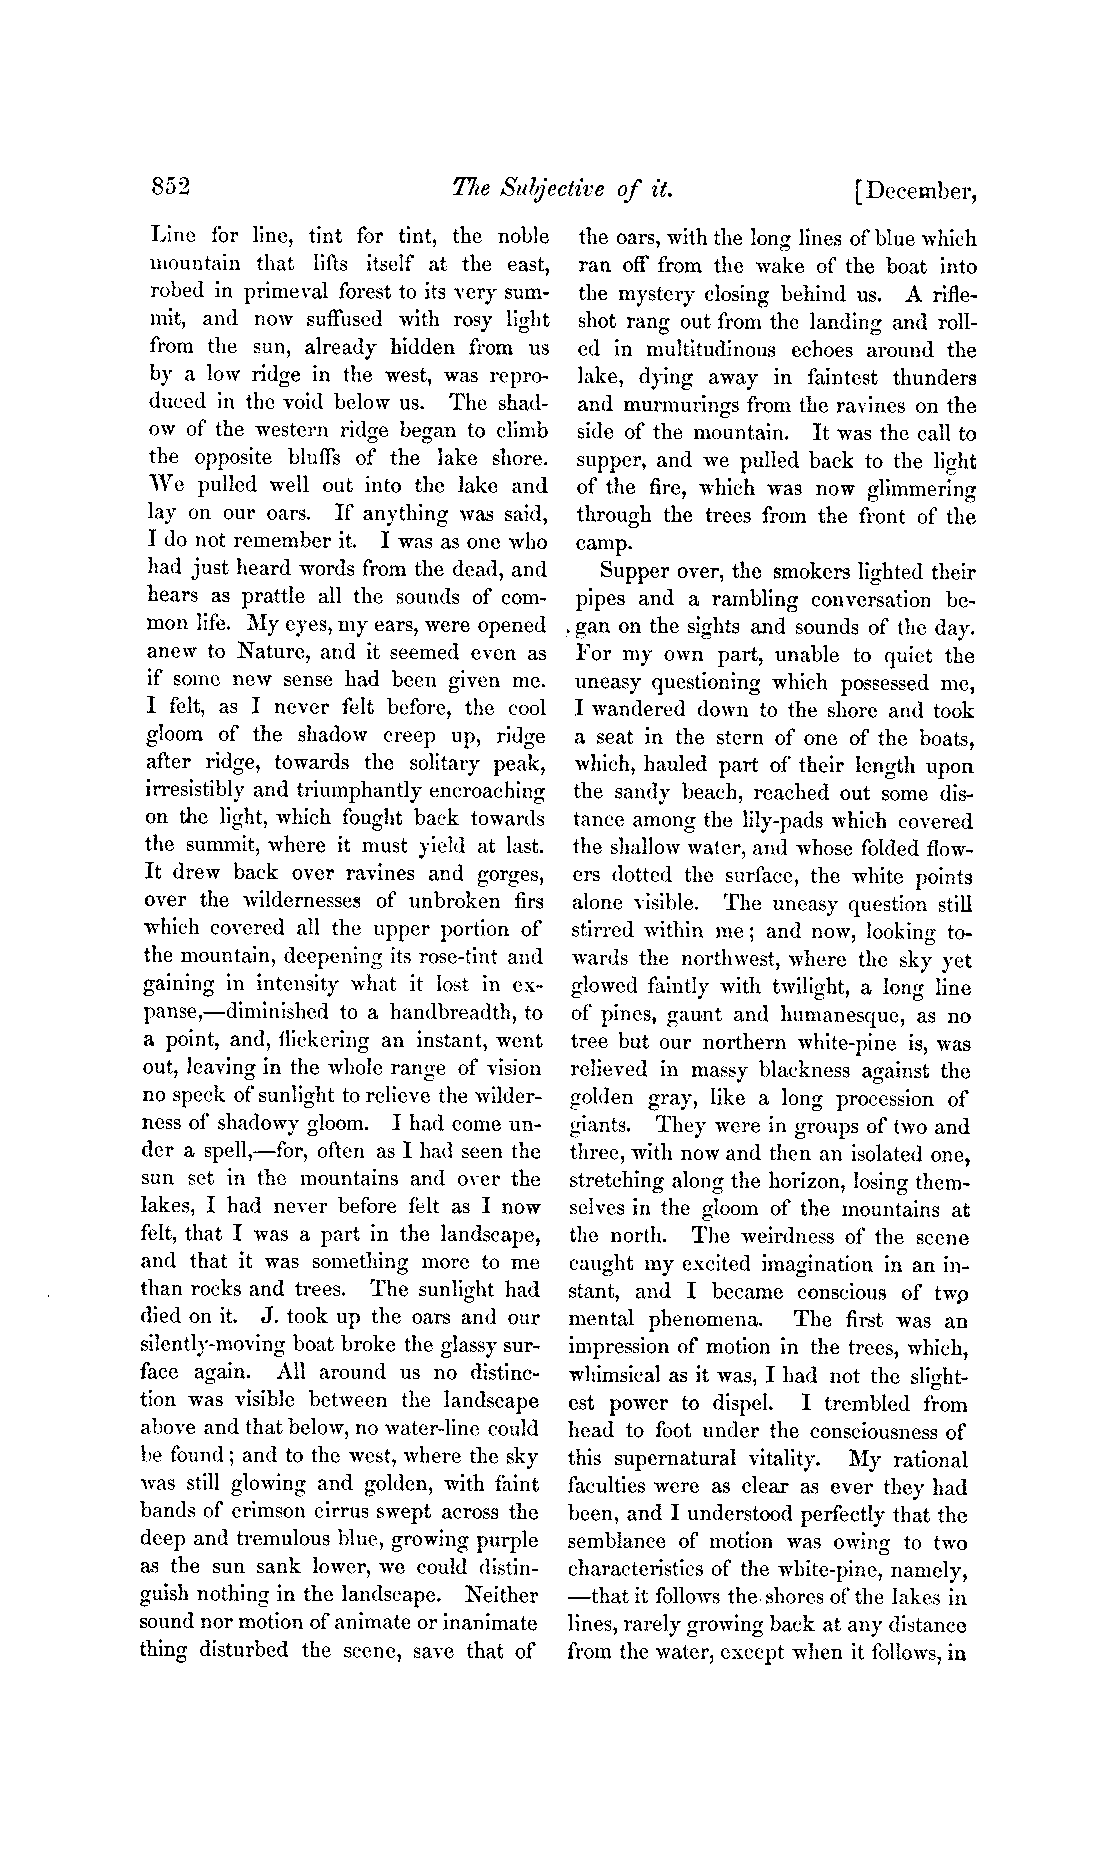 852 The Subjective of it. [December,
Line for line, tint for tint, the noble
mountain that lifts itself at the east,
robed in primeval forest to its very sum-
mit, and now suffused with rosy light
from the sun, already hidden from us
by a low ridge in the west, was repro-
duced in the void below us. The shad-
ow of the western ridge began to climb
the opposite bluffs of the lake shore.
We pulled well out into the lake and
lay on our oars. If anything was said,
I do not remember it. I was as one who
had just heard words from the dead, and
hears as prattle all the sounds of com-
mon life. My eyes, my ears, were opened
anew to Nature, and it seemed even as
if some new sense had been given me.
I felt, as I never felt before, the cool
gloom of the shadow creep up, ridge
after ridge, towards the solitary peak,
irresistibly and triumphantly encroaching
on the light, which fought back towards
the summit, where it must yield at last.
It drew back over ravines and gorges,
over the wildernesses of unbroken firs
which covered all the upper portion of
the mountain, deepening its rose-tint and
gaining in intensity what it lost in ex-
panse,—diminished to a handbreadth, to
a point, and, flickering an instant, went
out, leaving in the whole range of vision
no speck of sunlight to relieve the wilder-
ness of shadowy gloom. I had come un-
der a spell,—for, often as I had seen the
sun set in the mountains and over the
lakes, I had never before felt as I now
felt, that I was a part in the landscape,
and that it was something more to me
than rocks and trees. The sunlight had
died on it. J. took up the oars and our
silently-moving boat broke the glassy sur-
face again. All around us no distinc-
tion was visible between the landscape
above and that below, no water-line could
be found; and to the west, where the sky
was still glowing and golden, with faint
bands of crimson cirrus swept across the
deep and tremulous blue, growing purple
as the sun sank lower, we could distin-
guish nothing in the landscape. Neither
sound nor motion of animate or inanimate
thing disturbed the scene, save that of
the oars, with the long lines of blue which
ran off from the wake of the boat into
the mystery closing behind us. A rifle-
shot rang out from the landing and roll-
ed in multitudinous echoes around the
lake, dying away in faintest thunders
and murmurings from the ravines on the
side of the mountain. It was the call to
supper, and we pulled back to the light
of the fire, which was now glimmering
through the trees from the front of the
camp.
Supper over, the smokers lighted their
pipes and a rambling conversation be-
gan on the sights and sounds of the day.
For my own part, unable to quiet the
uneasy questioning which possessed me,
I wandered down to the shore and took
a seat in the stern of one of the boats,
which, hauled part of their length upon
the sandy beach, reached out some dis-
tance among the lily-pads which covered
the shallow water, and whose folded flow-
ers dotted the surface, the white points
alone visible. The uneasy question still
stirred within me; and now, looking to-
wards the northwest, where the sky yet
glowed faintly with twilight, a long line
of pines, gaunt and humanesque, as no
tree but our northern white-pine is, was
relieved in massy blackness against the
golden gray, like a long procession of
giants. They were in groups of two and
three, with now and then an isolated one,
stretching along the horizon, losing them-
selves in the gloom of the mountains at
the north. The weirdness of the scene
caught my excited imagination in an in-
stant, and I became conscious of two
mental phenomena. The first was an
impression of motion in the trees, which,
whimsical as it was, I had not the slight-
est power to dispel. I trembled from
head to foot under the consciousness of
this supernatural vitality. My rational
faculties were as clear as ever they had
been, and I understood perfectly that the
semblance of motion was owing to two
characteristics of the white-pine, namely,
—that it follows the shores of the lakes in
lines, rarely growing back at any distance
from the water, except when it follows, in